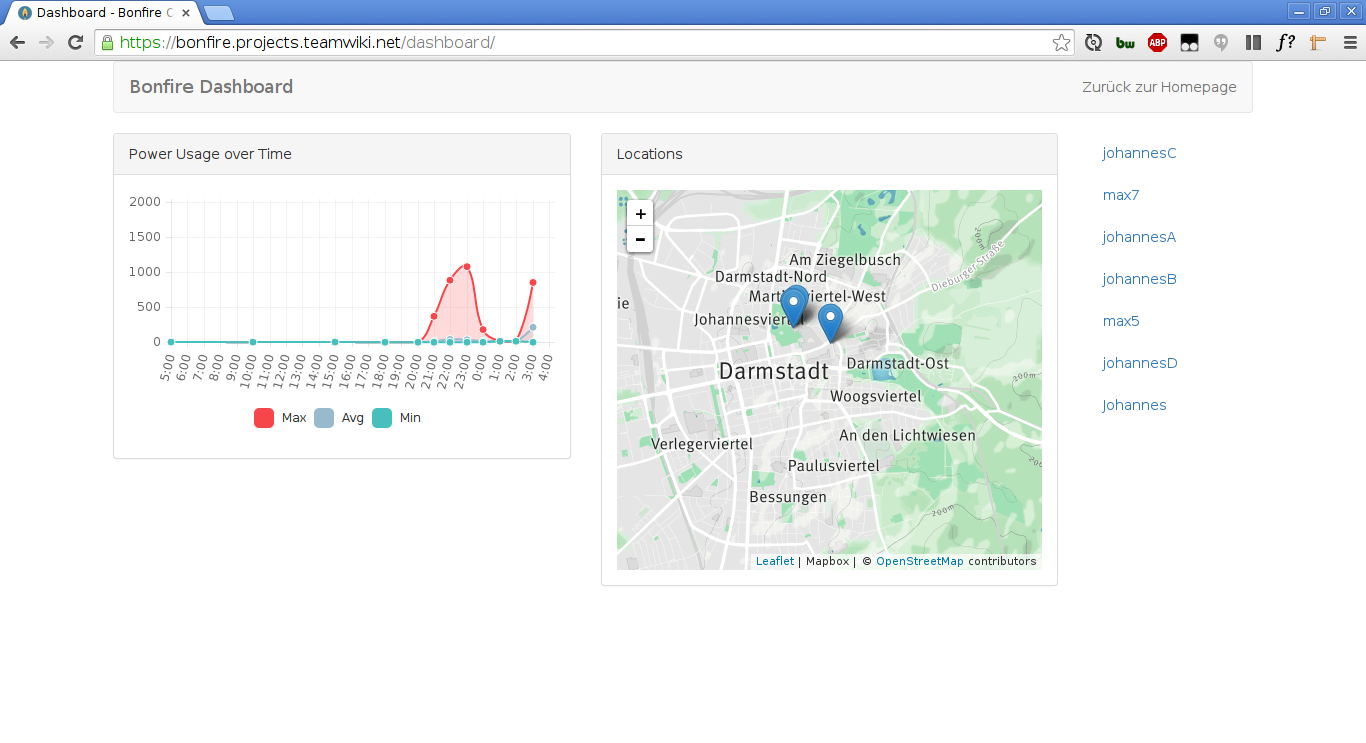 Dashboard - Bonfire C
https://bonfire.projects.teamwiki.net/dashboard/
bw
ABP
f?
Bonfire Dashboard
Zurück zur Homepage
Power Usage over Time
2000
1500
1000
500
0
5:00 6:00 7:00 8:00 9:00 10:00 11:00 12:00 13:00 14:00 15:00 16:00 17:00 18:00 19:00 20:00 21:00 22:00 23:00 0:00 1:00 2:00 3:00 4:00
Max Avg Min
Locations
+
-
Am Ziegelbusch
Darmstadt-Nord
Dieburger Straße
200m
ie
viertel-West
Darmstadt
Darmstadt-Ost
200m
Woogsviertel
An den Lichtwiesen
Verlegerviertel
Paulusviertel
Bessungen
200m
Leaflet | Mapbox | © OpenStreetMap contributors
johannesC
max7
johannesA
johannesB
max5
johannesD
Johannes